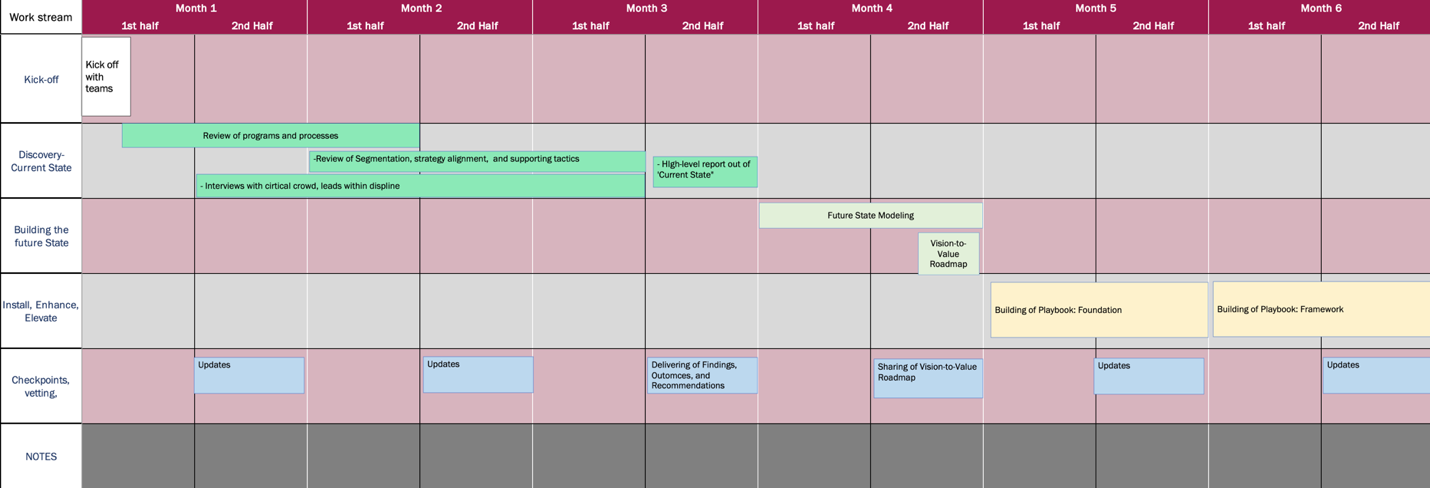 Work stream
Month 1
Month 2
Month 3
Month 4
Month 5
Month 6
1st half
2nd Half
1st half
2nd Half
1st half
2nd Half
1st half
2nd Half
1st half
2nd Half
1st half
2nd Half
Kick-off
Kick off
with
teams
Discovery-
Current State
Review of programs and processes
-Review of Segmentation, strategy alignment, and supporting tactics
- Interviews with cirtical crowd, leads within displine
- HIgh-level report out of
'Current State"
Building the
future State
Future State Modeling
Vision-to-
Value
Roadmap
Install, Enhance,
Elevate
Building of Playbook: Foundation
Building of Playbook: Framework
Checkpoints,
vetting,
Updates
Updates
Delivering of Findings,
Outomces, and
Recommendations
Sharing of Vision-to-Value
Roadmap
Updates
Updates
NOTES